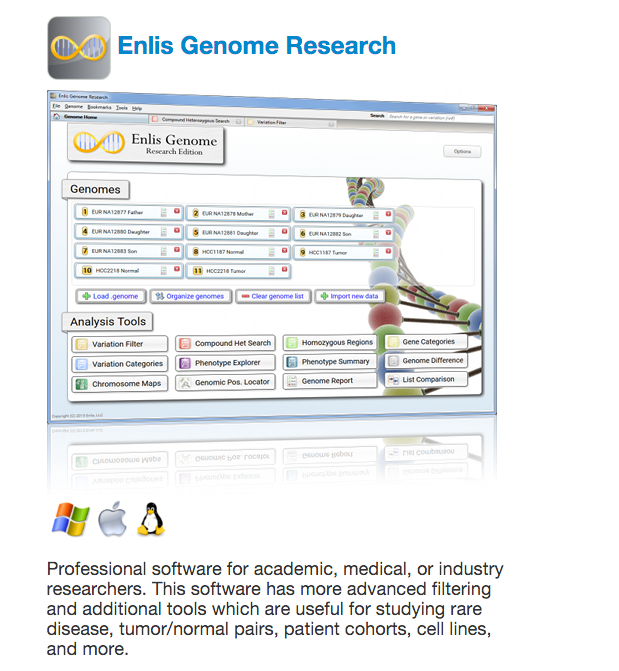 Enlis Genome Research
Enlis Genome Research
File Genome Bookmarks Tools Help
Genome Home Compound Heterozygous Search Variation Filter Search Search for a gene or variation (rs#)
Enlis Genome
Research Edition
Options
Genomes
1 EUR NA12877 Father 2 EUR NA12878 Mother 3 EUR NA12879 Daughter
4 EUR NA12880 Daughter 5 EUR NA12881 Daughter 6 EUR NA12882 Son
7 EUR NA12883 Son 8 HCC1187 Normal 9 HCC1187 Tumor
10 HCC2218 Normal 11 HCC2218 Tumor
Load .genome Organize genomes Clear genome list Import new data
Analysis Tools
Variation Filter Compound Het Search Homozygous Regions Gene Categories
Variation Categories Phenotype Explorer Phenotype Summary Genome Difference
Chromosome Maps Genomic Pos. Locator Genome Report List Comparison
Copyright (C) 2015 Enlis, LLC
Professional software for academic, medical, or industry
researchers. This software has more advanced filtering
and additional tools which are useful for studying rare
disease, tumor/normal pairs, patient cohorts, cell lines,
and more.